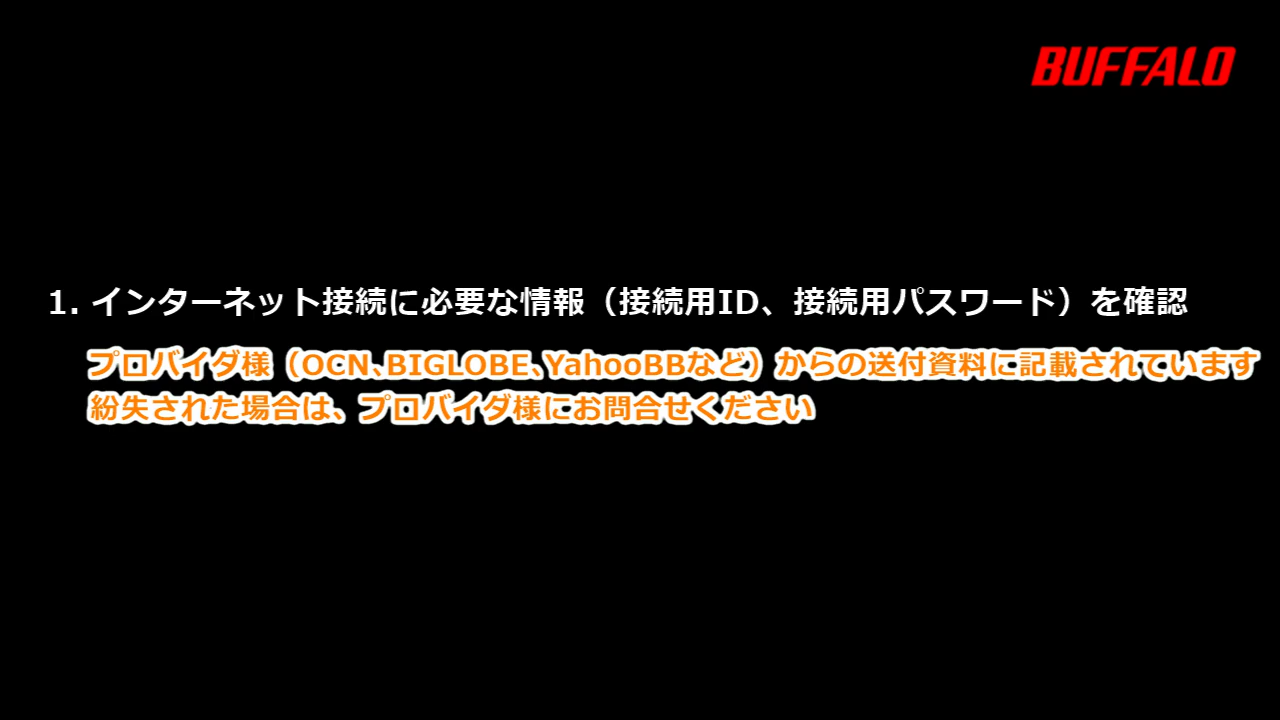 BUFFALO
1. インターネット接続に必要な情報（接続用ID、接続用パスワード）を確認
プロバイダ様（OCN、BIGLOBE、YahooBBなど）からの送付資料に記載されています
紛失された場合は、プロバイダ様にお問合せください